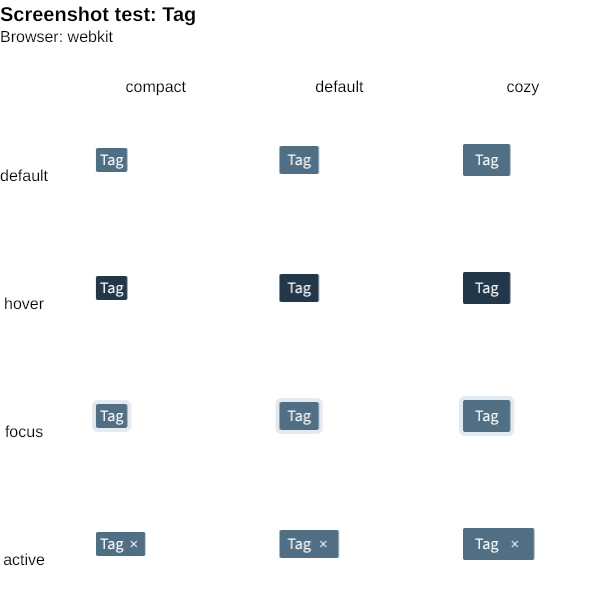 Screenshot test: Tag
Browser: webkit
compact default cozy
default Tag Tag Tag
hover Tag Tag Tag
focus Tag Tag Tag
active Tag × Tag × Tag ×